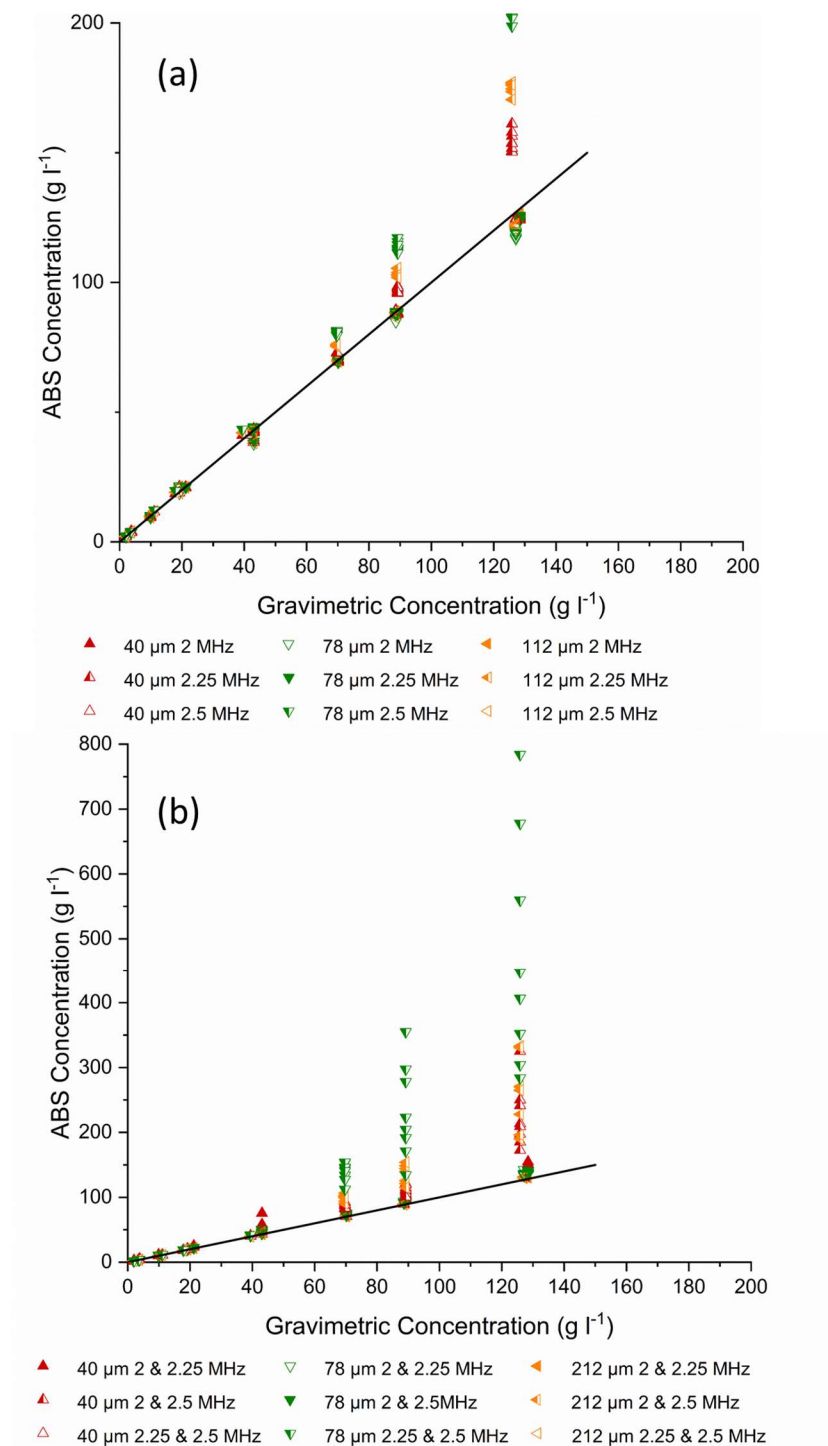 (a)
200
100
0
ABS Concentration (g l⁻¹)
0 20 40 60 80 100 120 140 160 180 200
Gravimetric Concentration (g l⁻¹)
40 µm 2 MHz 78 µm 2 MHz 112 µm 2 MHz
40 µm 2.25 MHz 78 µm 2.25 MHz 112 µm 2.25 MHz
40 µm 2.5 MHz 78 µm 2.5 MHz 112 µm 2.5 MHz
(b)
800
700
600
500
400
300
200
100
0
ABS Concentration (g l⁻¹)
0 20 40 60 80 100 120 140 160 180 200
Gravimetric Concentration (g l⁻¹)
40 µm 2 & 2.25 MHz 78 µm 2 & 2.25 MHz 212 µm 2 & 2.25 MHz
40 µm 2 & 2.5 MHz 78 µm 2 & 2.5MHz 212 µm 2 & 2.5 MHz
40 µm 2.25 & 2.5 MHz 78 µm 2.25 & 2.5 MHz 212 µm 2.25 & 2.5 MHz